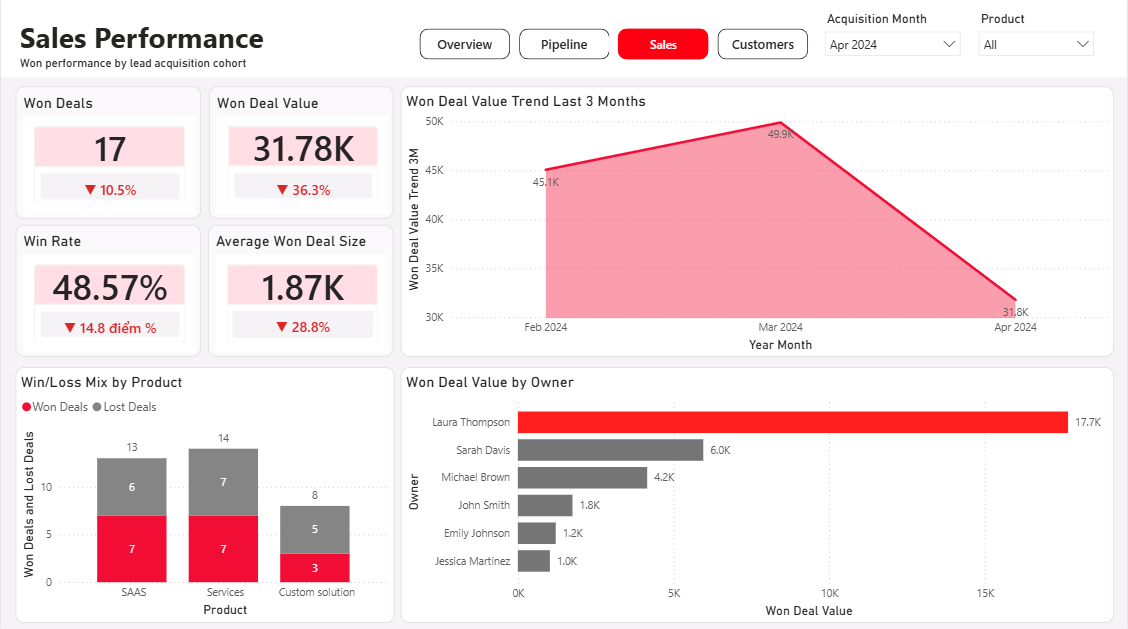 Sales Performance
Won performance by lead acquisition cohort
Overview
Pipeline
Sales
Customers
Acquisition Month
Apr 2024
Product
All
Won Deals
17
▼ 10.5%
Won Deal Value
31.78K
▼ 36.3%
Win Rate
48.57%
▼ 14.8 điểm %
Average Won Deal Size
1.87K
▼ 28.8%
Won Deal Value Trend Last 3 Months
Won Deal Value Trend 3M
50K
45K
40K
35K
30K
45.1K
49.9K
31.8K
Feb 2024
Mar 2024
Apr 2024
Year Month
Win/Loss Mix by Product
Won Deals
Lost Deals
Won Deals and Lost Deals
10
5
0
13
6
7
14
7
7
8
5
3
SAAS
Services
Custom solution
Product
Won Deal Value by Owner
Owner
Laura Thompson
17.7K
Sarah Davis
6.0K
Michael Brown
4.2K
John Smith
1.8K
Emily Johnson
1.2K
Jessica Martinez
1.0K
0K
5K
10K
15K
Won Deal Value